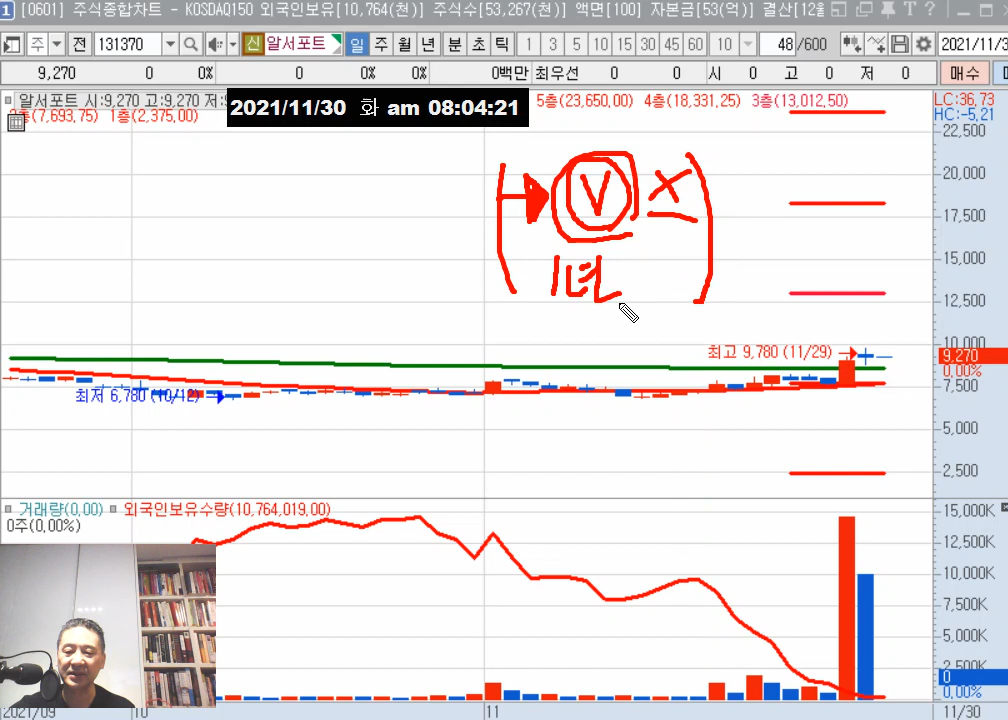 1 [0601] 주식종합차트 - KOSDAQ150 외국인보유[10,764(천)] 주식수[53,267(천)] 액면[100] 자본금[53(억)] 결산[12월
주 전 131370 신 알서포트 일 주 월 년 분 초 틱 1 3 5 10 15 30 45 60 10 48 /600 2021/11/3
9,270 0 0% 0 0% 0% 0백만 최우선 0 0 시 0 고 0 저 0 매수
알서포트 시:9,270 고:9,270 저:
2021/11/30 화 am 08:04:21
5층(23,650,00) 4층(18,331,25) 3층(13,012,50)
(7,693,75) 1층(2,375,00)
LC:36,73
HC:-5,21
22,500
20,000
17,500
15,000
12,500
10,000
9,270
0,00%
7,500
5,000
2,500
V X
1년
최고 9,780 (11/29)
최저 6,780 (10/12)
거래량(0,00) 외국인보유수량(10,764,019,00)
0주(0,00%)
15,000K
12,500K
10,000K
7,500K
5,000K
2,500K
0
0,00%
2021/09 10 11 11/30